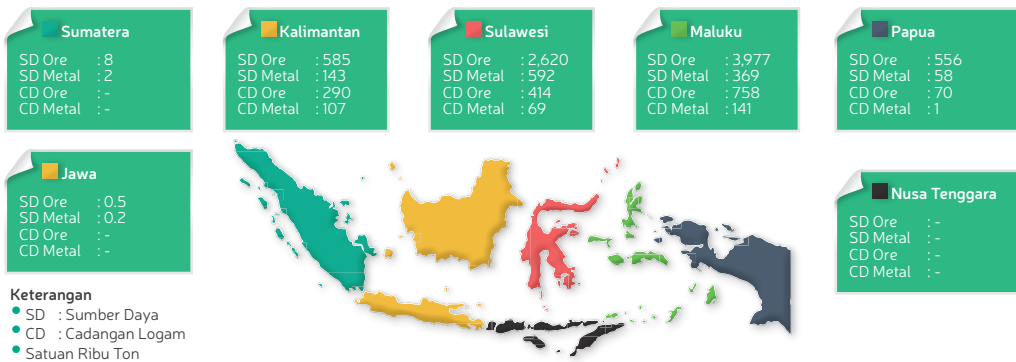 Sumatera
SD Ore : 8
SD Metal : 2
CD Ore : -
CD Metal : -
Kalimantan
SD Ore : 585
SD Metal : 143
CD Ore : 290
CD Metal : 107
Sulawesi
SD Ore : 2,620
SD Metal : 592
CD Ore : 414
CD Metal : 69
Maluku
SD Ore : 3,977
SD Metal : 369
CD Ore : 758
CD Metal : 141
Papua
SD Ore : 556
SD Metal : 58
CD Ore : 70
CD Metal : 1
Jawa
SD Ore : 0.5
SD Metal : 0.2
CD Ore : -
CD Metal : -
Nusa Tenggara
SD Ore : -
SD Metal : -
CD Ore : -
CD Metal : -
Keterangan
• SD : Sumber Daya
• CD : Cadangan Logam
• Satuan Ribu Ton